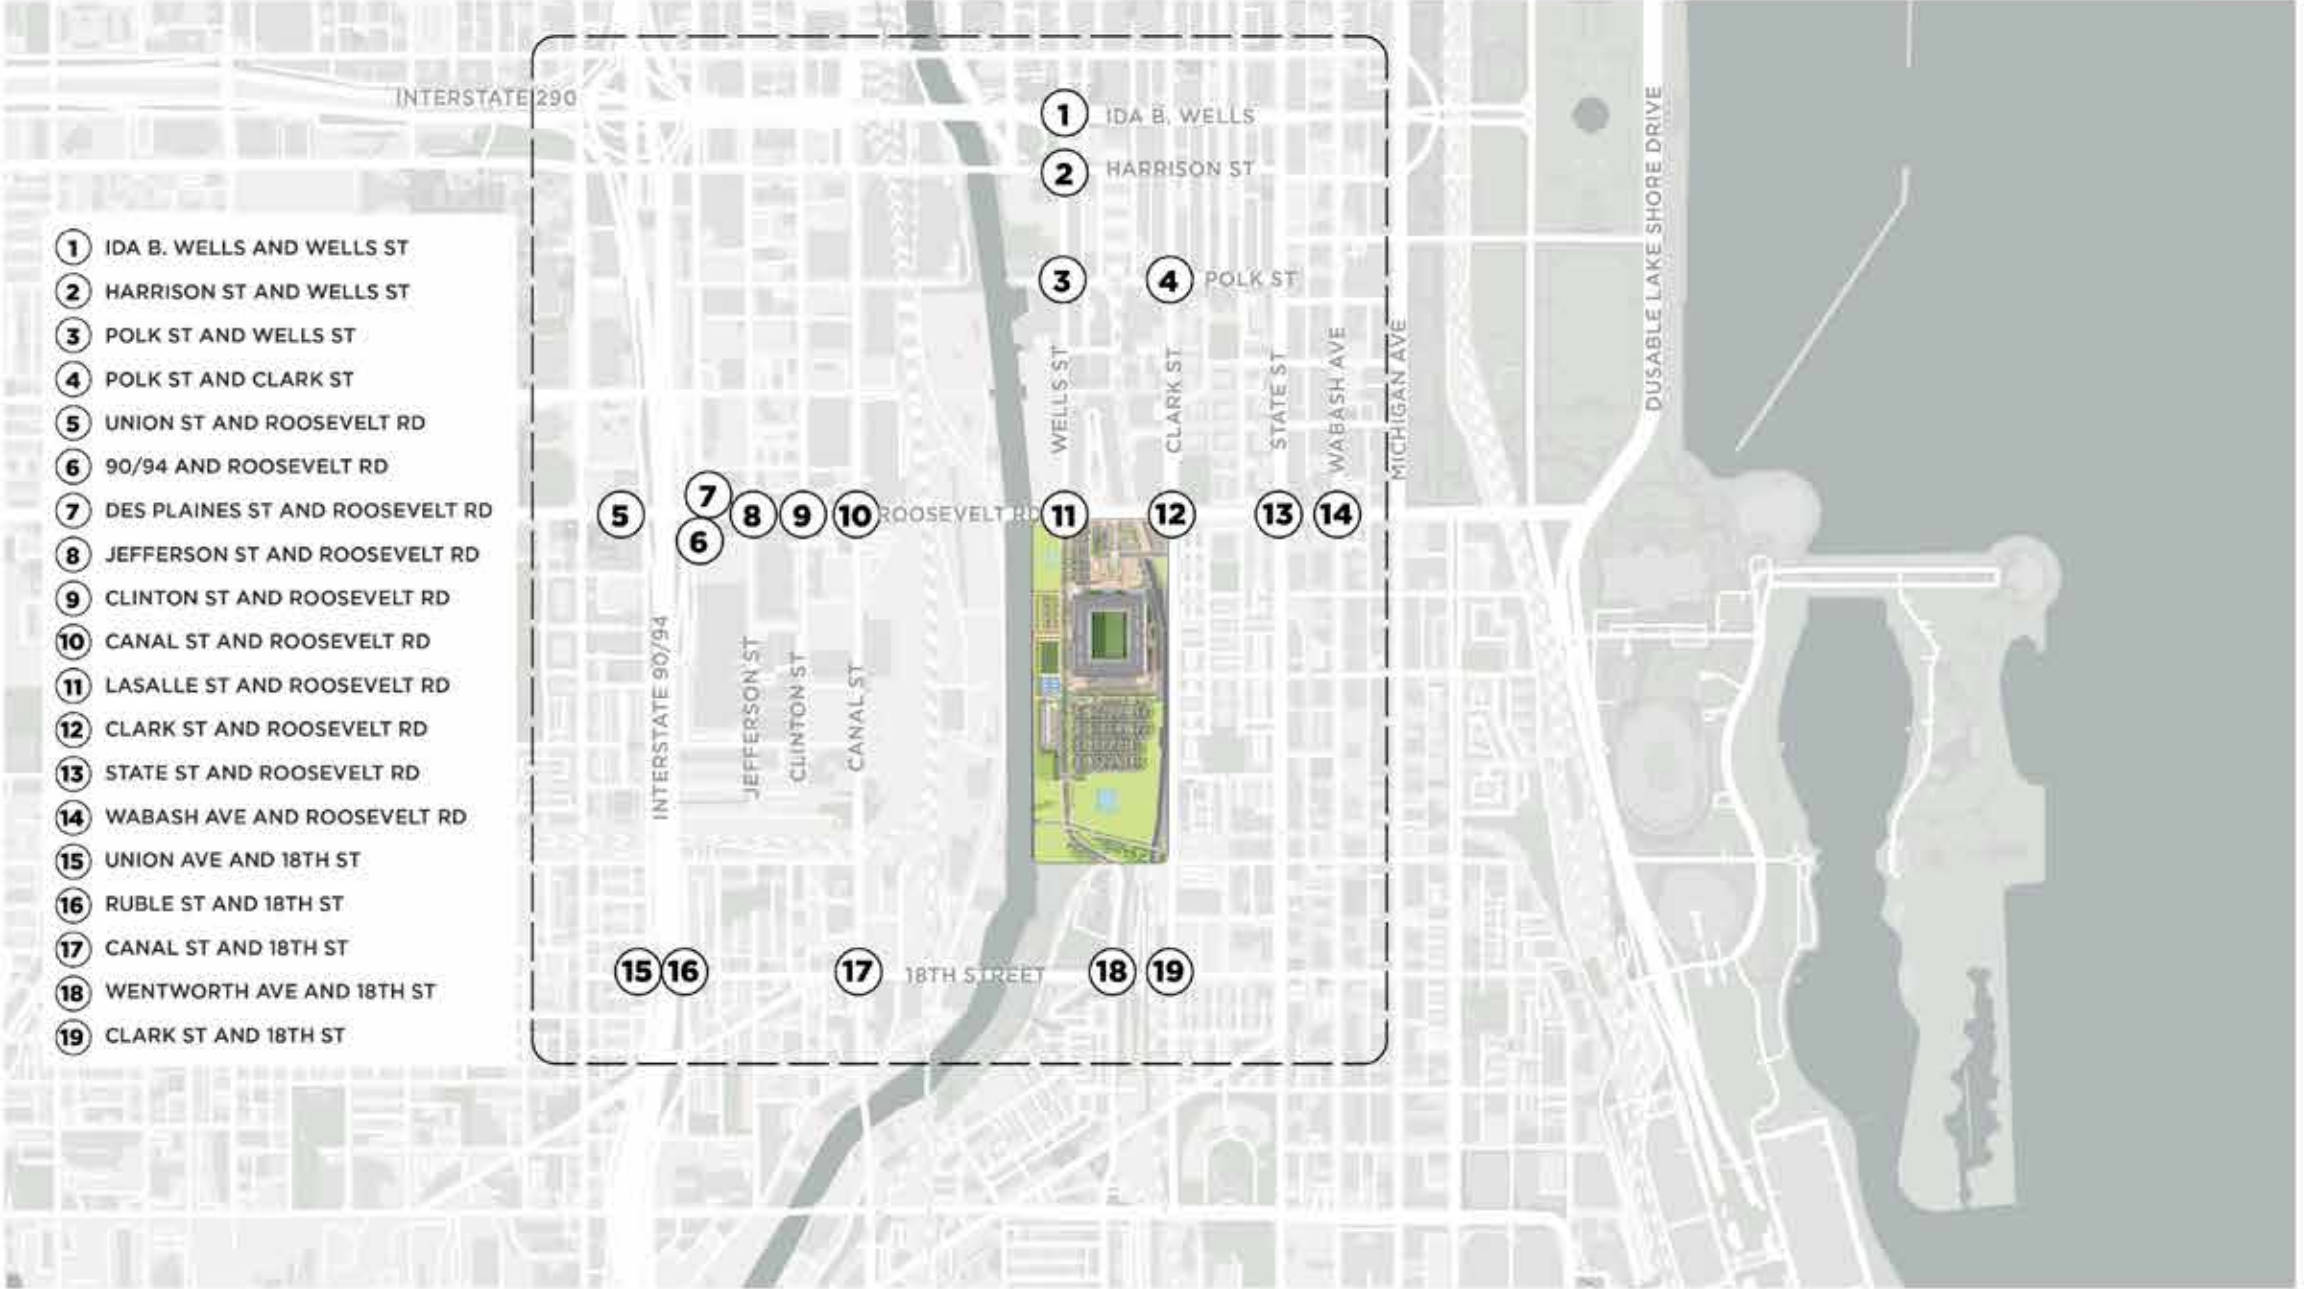 INTERSTATE 290
1 IDA B. WELLS
2 HARRISON ST
3
4 POLK ST
DUSABLE LAKE SHORE DRIVE
1 IDA B. WELLS AND WELLS ST
2 HARRISON ST AND WELLS ST
3 POLK ST AND WELLS ST
4 POLK ST AND CLARK ST
5 UNION ST AND ROOSEVELT RD
6 90/94 AND ROOSEVELT RD
7 DES PLAINES ST AND ROOSEVELT RD
8 JEFFERSON ST AND ROOSEVELT RD
9 CLINTON ST AND ROOSEVELT RD
10 CANAL ST AND ROOSEVELT RD
11 LASALLE ST AND ROOSEVELT RD
12 CLARK ST AND ROOSEVELT RD
13 STATE ST AND ROOSEVELT RD
14 WABASH AVE AND ROOSEVELT RD
15 UNION AVE AND 18TH ST
16 RUBLE ST AND 18TH ST
17 CANAL ST AND 18TH ST
18 WENTWORTH AVE AND 18TH ST
19 CLARK ST AND 18TH ST
WELLS ST
CLARK ST
STATE ST
WABASH AVE
MICHIGAN AVE
5
7
6
8
9
10
ROOSEVELT RD
11
12
13
14
INTERSTATE 90/94
JEFFERSON ST
CLINTON ST
CANAL ST
15
16
17
18TH STREET
18
19